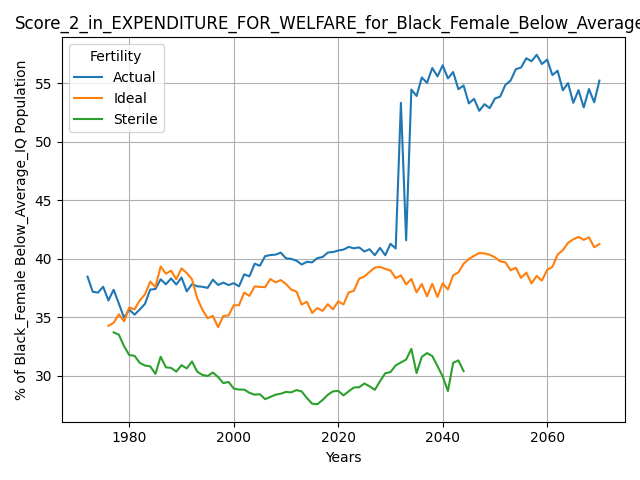 Score_2_in_EXPENDITURE_FOR_WELFARE_for_Black_Female_Below_Average
Fertility
Actual
Ideal
Sterile
% of Black_Female Below_Average_IQ Population
55
50
45
40
35
30
1980 2000 2020 2040 2060
Years